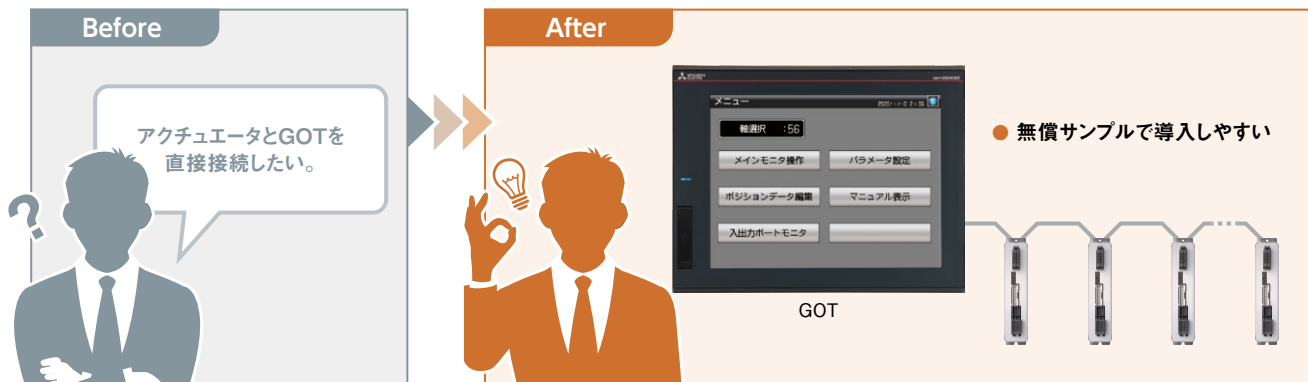 Before
アクチュエータとGOTを
直接接続したい。
?
After
MITSUBISHI
ELECTRIC
メニュー
軸選択 :56
メインモニタ操作 パラメータ設定
ポジションデータ編集 マニュアル表示
入出力ポートモニタ
GOT
● 無償サンプルで導入しやすい